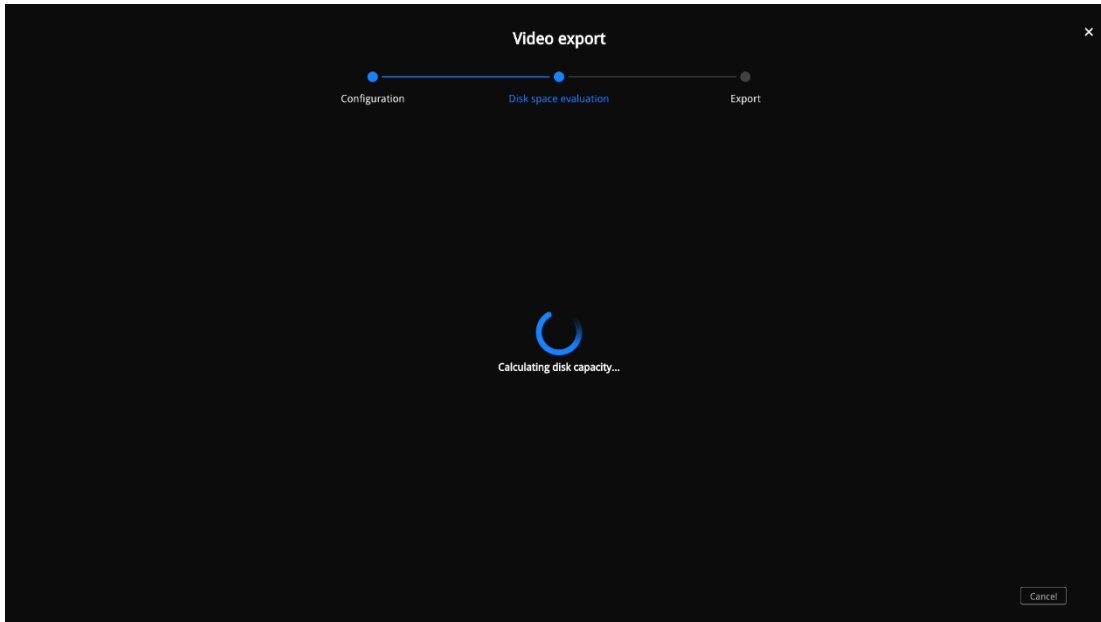 Video export
Configuration
Disk space evaluation
Export
Calculating disk capacity...
Cancel